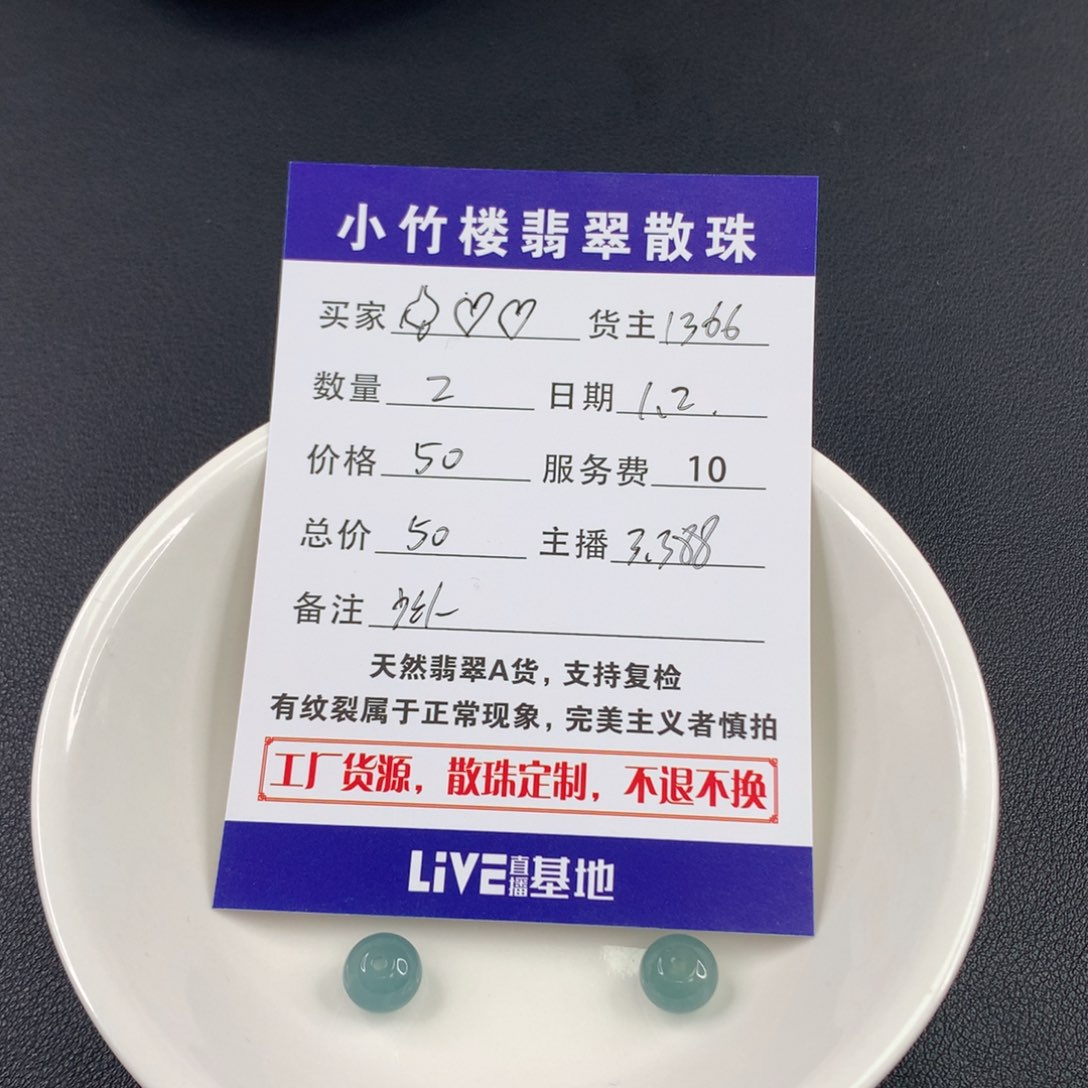 小竹楼翡翠散珠
买家 货主 1366
数量 2 日期 1.2.
价格 50 服务费 10
总价 50 主播 3.388
备注
天然翡翠A货，支持复检
有纹裂属于正常现象，完美主义者慎拍
工厂货源，散珠定制，不退不换
LiVE直播基地